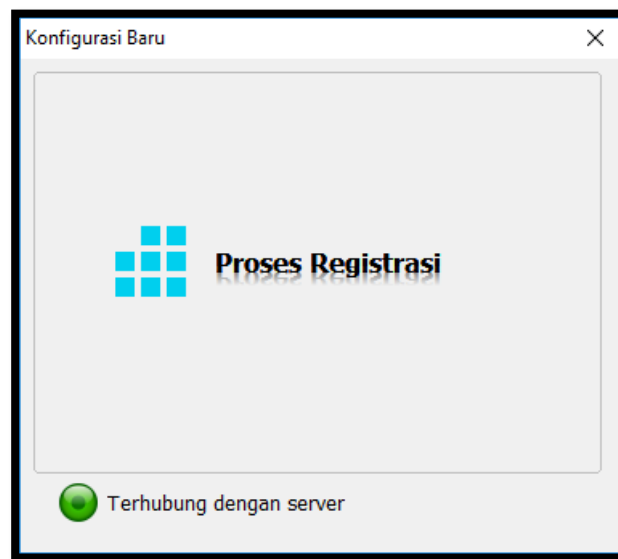 Konfigurasi Baru
Proses Registrasi
Terhubung dengan server